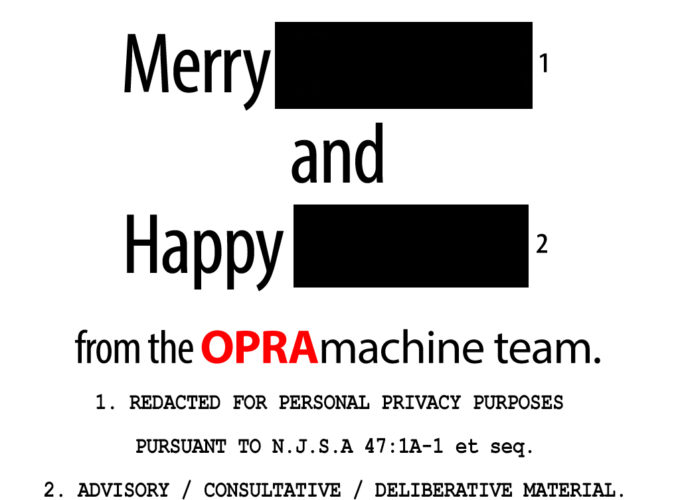 Merry 1
and
Happy 2
from the OPRAmachine team.
1. REDACTED FOR PERSONAL PRIVACY PURPOSES
PURSUANT TO N.J.S.A 47:1A-1 et seq.
2. ADVISORY / CONSULTATIVE / DELIBERATIVE MATERIAL.